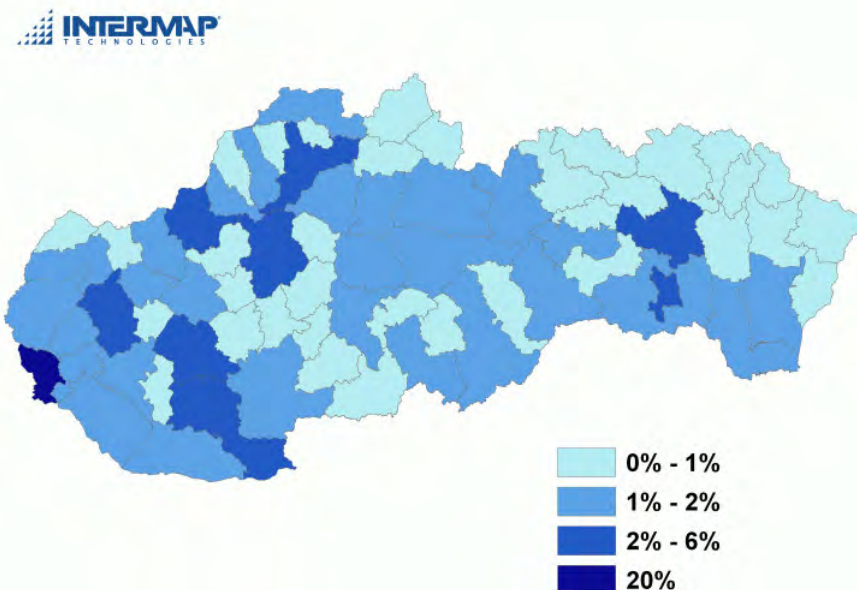 INTERMAP
TECHNOLOGIES
0% - 1%
1% - 2%
2% - 6%
20%